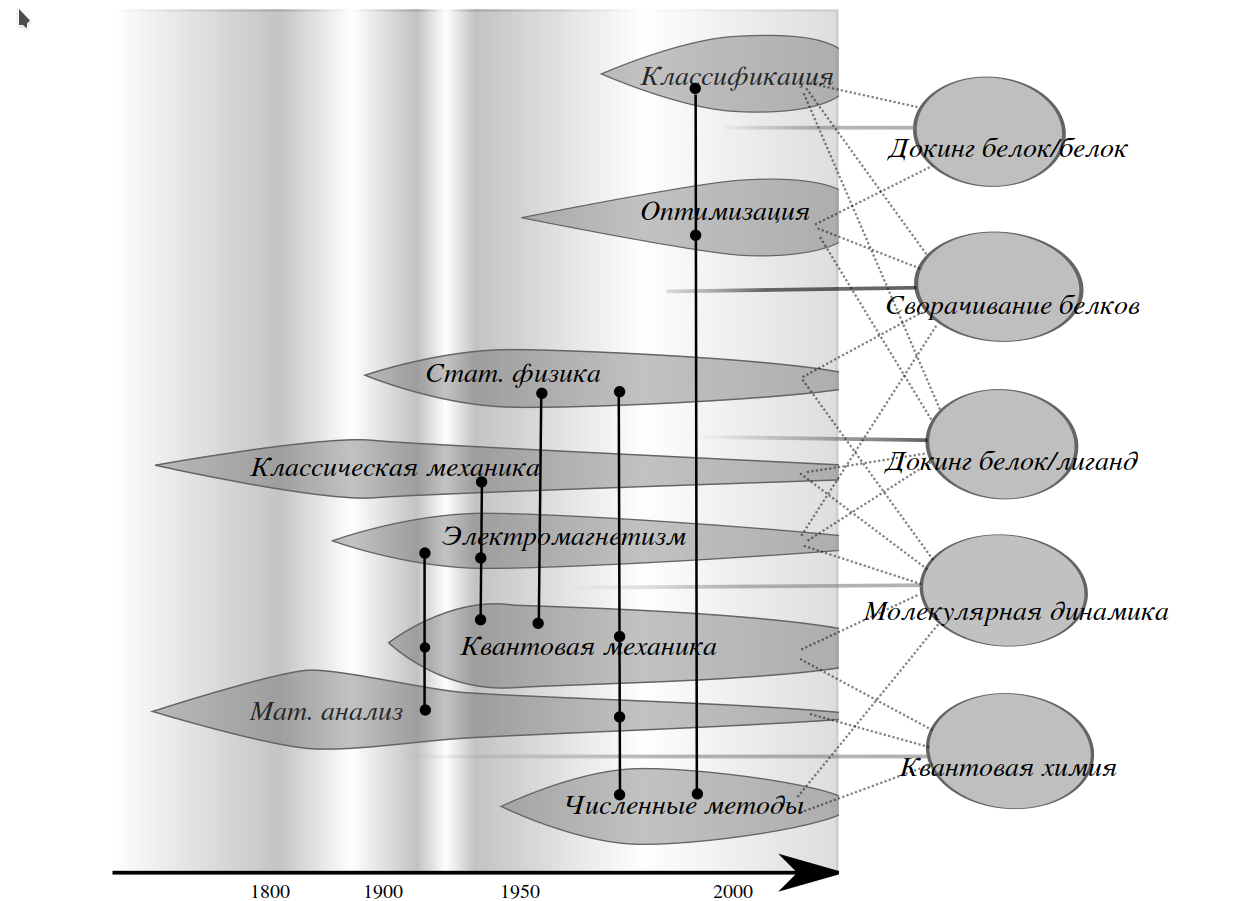 Классификация
Докинг белок/белок
Оптимизация
Сворачивание белков
Стат. физика
Классическая механика
Докинг белок/лиганд
Электромагнетизм
Молекулярная динамика
Квантовая механика
Мат. анализ
Квантовая химия
Численные методы
1800 1900 1950 2000